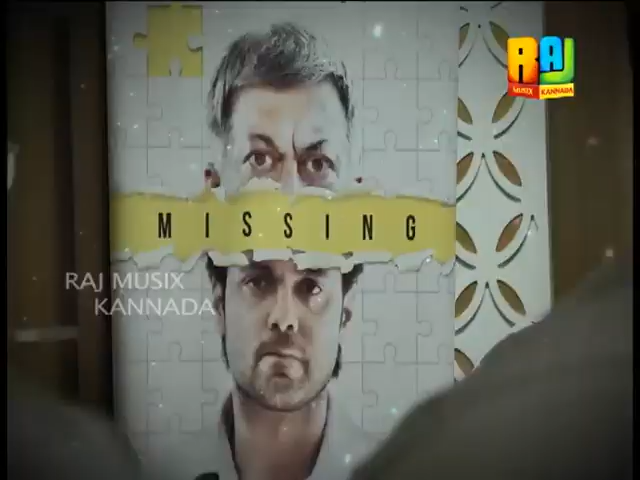 RAJ
MUSIX KANNADA
MISSING
RAJ MUSIX
KANNADA